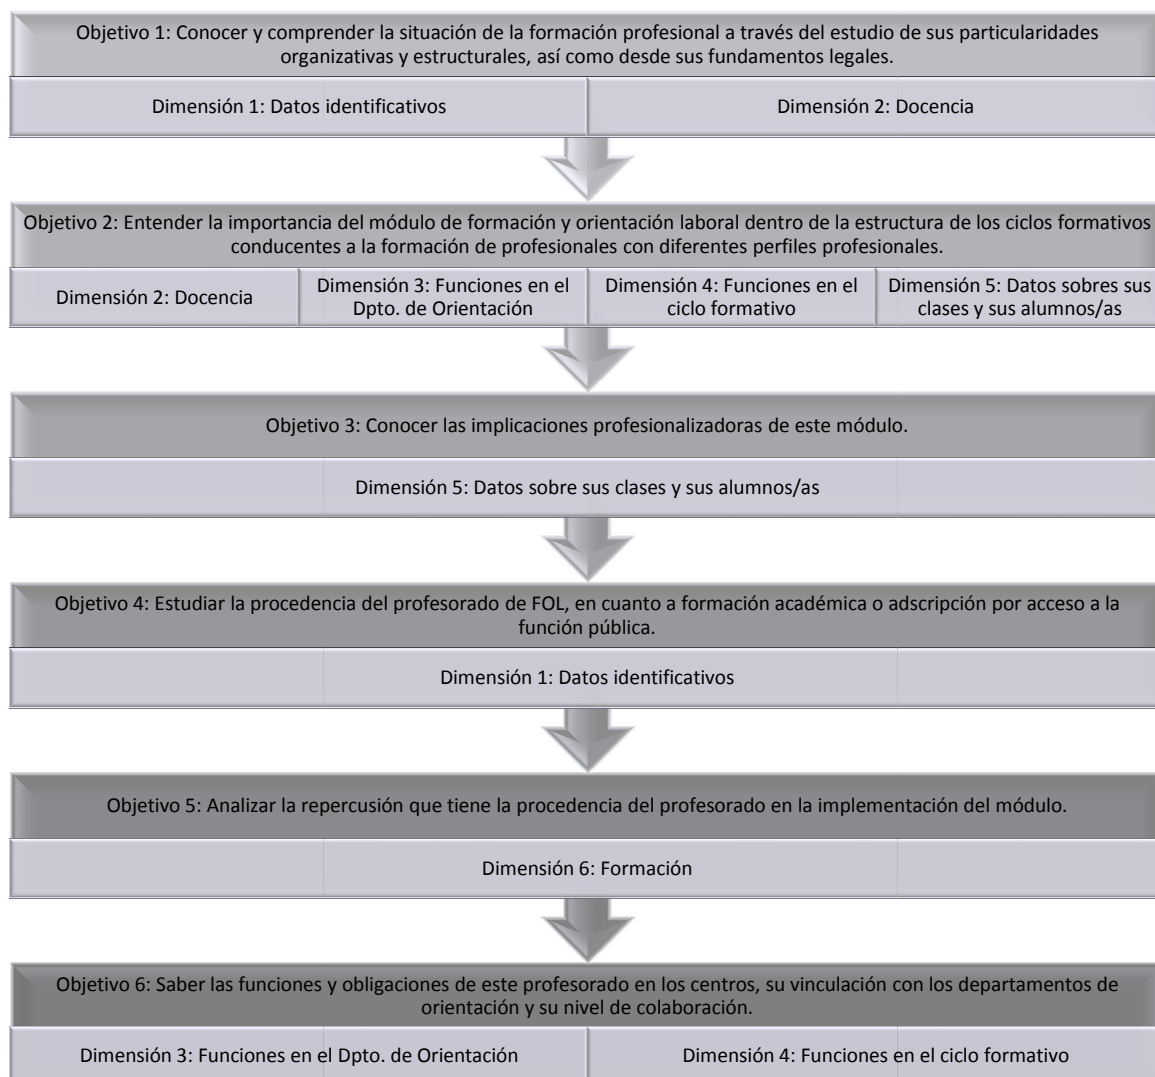 Objetivo 1: Conocer y comprender la situación de la formación profesional a través del estudio de sus particularidades
organizativas y estructurales, así como desde sus fundamentos legales.
Dimensión 1: Datos identificativos
Dimensión 2: Docencia
Objetivo 2: Entender la importancia del módulo de formación y orientación laboral dentro de la estructura de los ciclos formativos
conducentes a la formación de profesionales con diferentes perfiles profesionales.
Dimensión 2: Docencia
Dimensión 3: Funciones en el
Dpto. de Orientación
Dimensión 4: Funciones en el
ciclo formativo
Dimensión 5: Datos sobre sus
clases y sus alumnos/as
Objetivo 3: Conocer las implicaciones profesionalizadoras de este módulo.
Dimensión 5: Datos sobre sus clases y sus alumnos/as
Objetivo 4: Estudiar la procedencia del profesorado de FOL, en cuanto a formación académica o adscripción por acceso a la
función pública.
Dimensión 1: Datos identificativos
Objetivo 5: Analizar la repercusión que tiene la procedencia del profesorado en la implementación del módulo.
Dimensión 6: Formación
Objetivo 6: Saber las funciones y obligaciones de este profesorado en los centros, su vinculación con los departamentos de
orientación y su nivel de colaboración.
Dimensión 3: Funciones en el Dpto. de Orientación
Dimensión 4: Funciones en el ciclo formativo